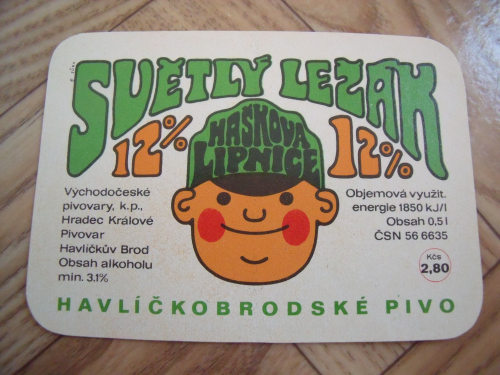 SVĚTLÝ LEŽÁK
12% 12%
HAŠKOVA
LIPNICE
Východočeské
pivovary, k.p.,
Hradec Králové
Pivovar
Havlíčkův Brod
Obsah alkoholu
min. 3.1%
Objemová využit.
energie 1850 kJ/l
Obsah 0,5 l
ČSN 56 6635
Kčs
2,80
HAVLÍČKOBRODSKÉ PIVO